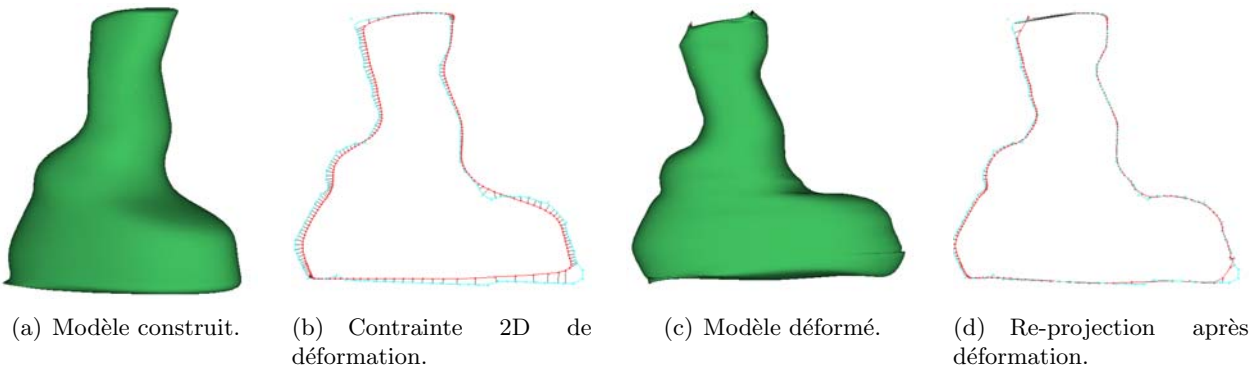 (a) Modèle construit.
(b) Contrainte 2D de
déformation.
(c) Modèle déformé.
(d) Re-projection après
déformation.